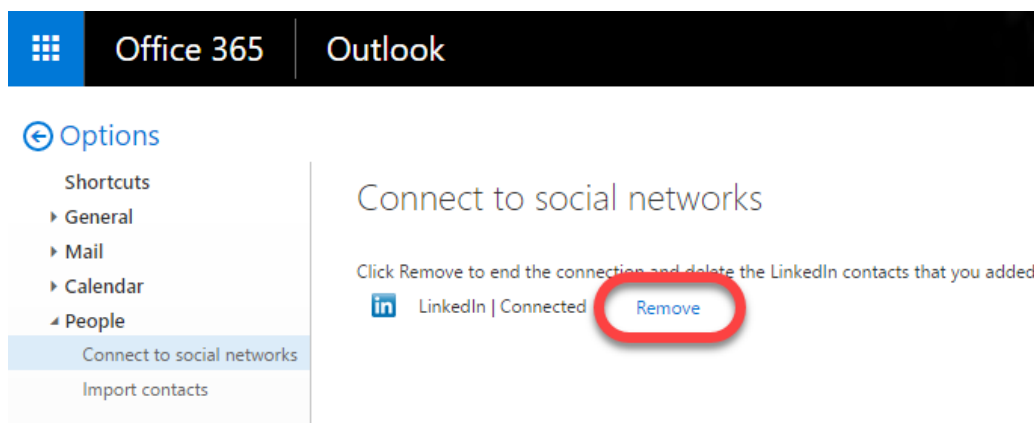 Office 365 Outlook
Options
Shortcuts
General
Mail
Calendar
People
Connect to social networks
Import contacts
Connect to social networks
Click Remove to end the connection and delete the LinkedIn contacts that you added
in LinkedIn | Connected Remove